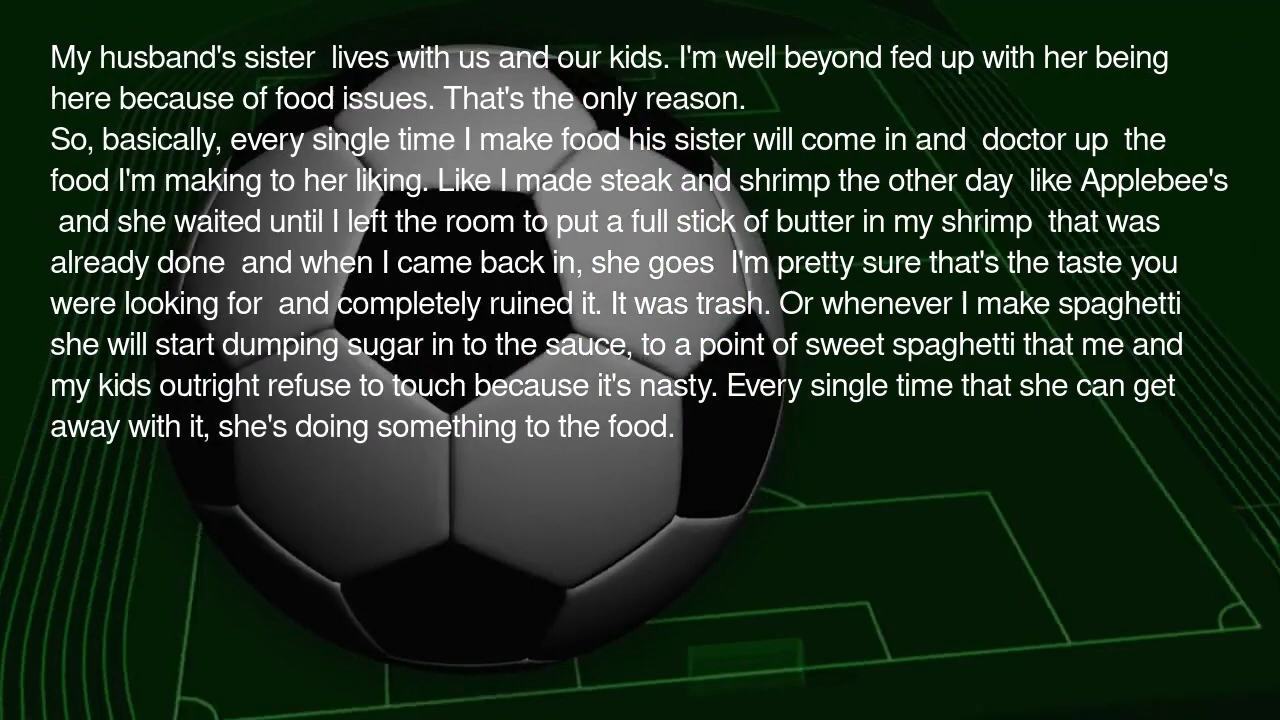 My husband's sister  lives with us and our kids. I'm well beyond fed up with her being
here because of food issues. That's the only reason.
So, basically, every single time I make food his sister will come in and  doctor up  the
food I'm making to her liking. Like I made steak and shrimp the other day  like Applebee's
 and she waited until I left the room to put a full stick of butter in my shrimp  that was
already done  and when I came back in, she goes  I'm pretty sure that's the taste you
were looking for  and completely ruined it. It was trash. Or whenever I make spaghetti
she will start dumping sugar in to the sauce, to a point of sweet spaghetti that me and
my kids outright refuse to touch because it's nasty. Every single time that she can get
away with it, she's doing something to the food.